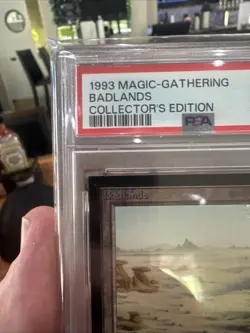 1993 MAGIC-GATHERING
BADLANDS
COLLECTOR'S EDITION
PSA
Badlands